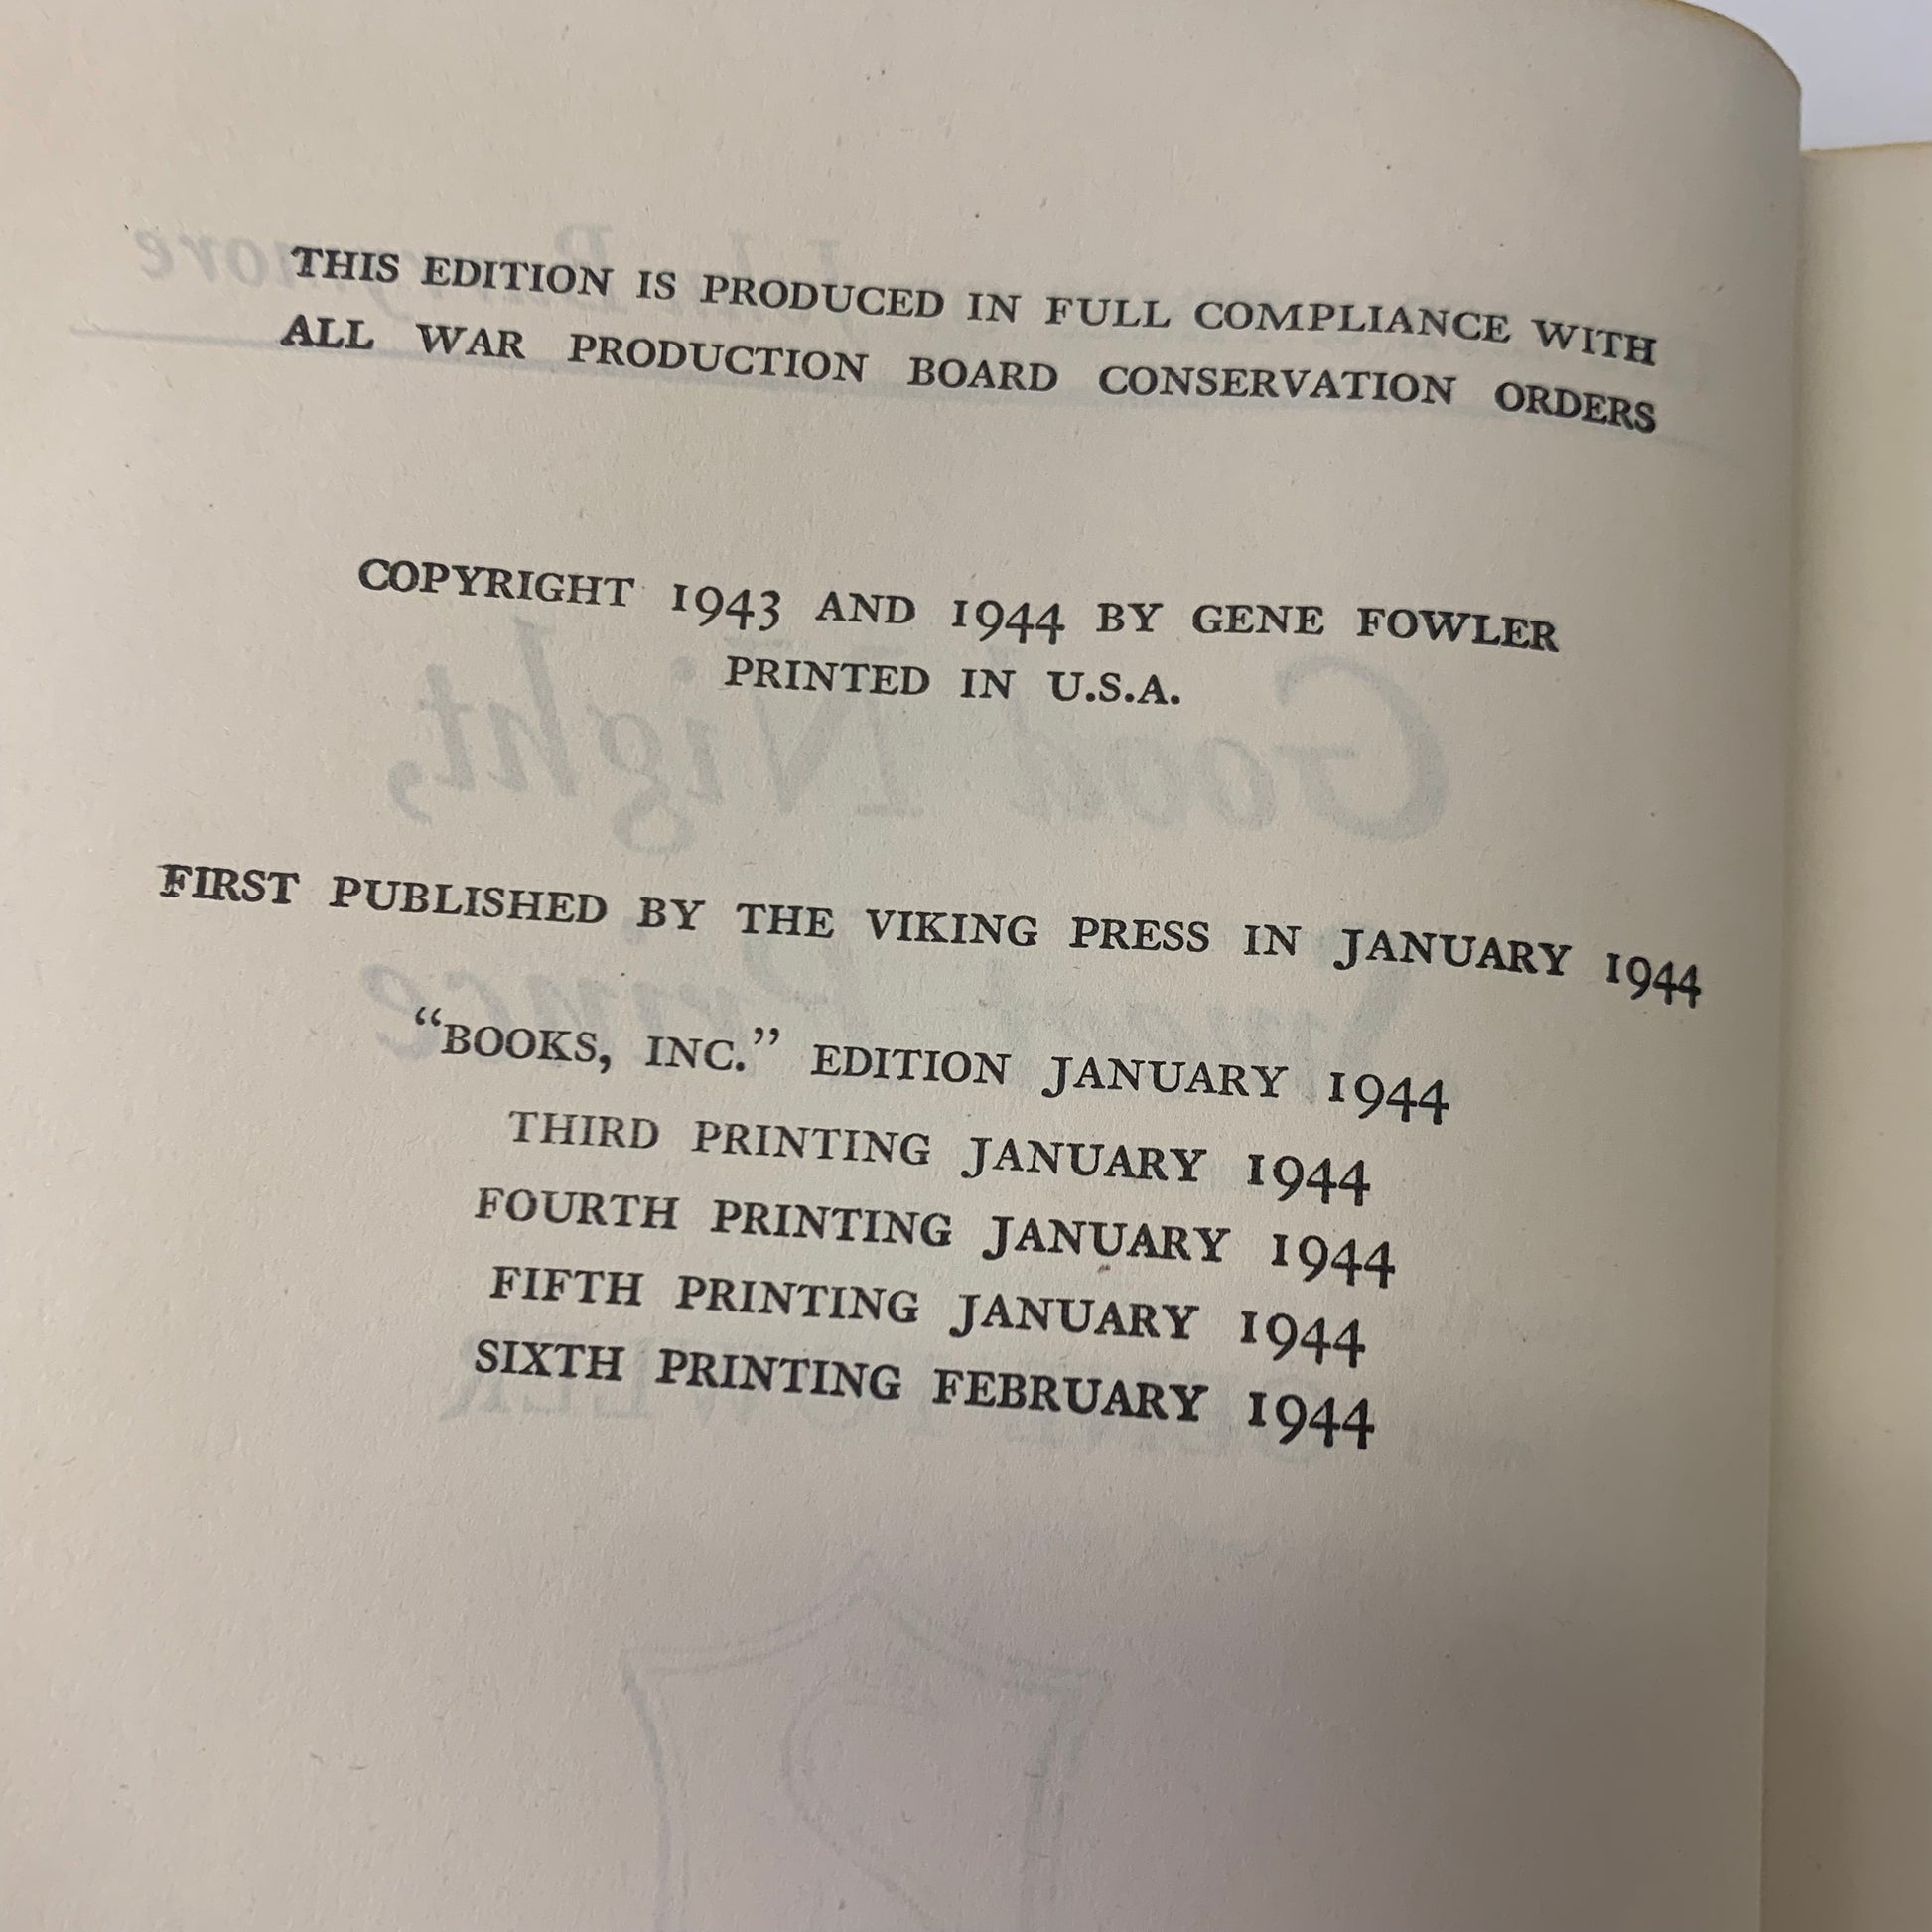 THIS EDITION IS PRODUCED IN FULL COMPLIANCE WITH
ALL WAR PRODUCTION BOARD CONSERVATION ORDERS
COPYRIGHT 1943 AND 1944 BY GENE FOWLER
PRINTED IN U.S.A.
FIRST PUBLISHED BY THE VIKING PRESS IN JANUARY 1944
“BOOKS, INC.” EDITION JANUARY 1944
THIRD PRINTING JANUARY 1944
FOURTH PRINTING JANUARY 1944
FIFTH PRINTING JANUARY 1944
SIXTH PRINTING FEBRUARY 1944